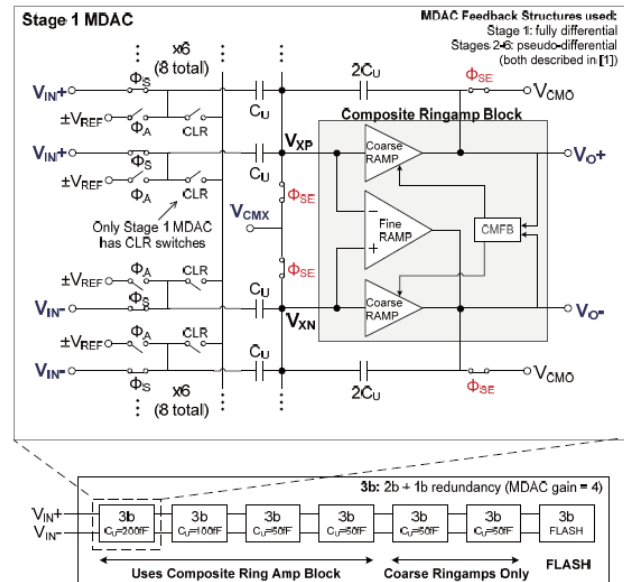 Stage 1 MDAC
MDAC Feedback Structures used:
Stage 1: fully differential
Stages 2-6: pseudo-differential
(both described in [1])
x6
(8 total)
ΦS
VIN+
CU
2CU
ΦSE
VCMO
±VREF
ΦA
CLR
Composite Ringamp Block
VIN+
ΦS
CU
VXP
Coarse
RAMP
VO+
±VREF
ΦA
CLR
ΦSE
Only Stage 1 MDAC
has CLR switches
VCMX
Fine
RAMP
CMFB
ΦSE
±VREF
ΦA
CLR
CU
VIN-
ΦS
VXN
Coarse
RAMP
VO-
±VREF
ΦA
CLR
VIN-
ΦS
CU
2CU
ΦSE
VCMO
x6
(8 total)
3b: 2b + 1b redundancy (MDAC gain = 4)
VIN+
VIN-
3b
CU=200fF
3b
CU=100fF
3b
CU=50fF
3b
CU=50fF
3b
CU=50fF
3b
CU=50fF
3b
FLASH
Uses Composite Ring Amp Block
Coarse Ringamps Only
FLASH